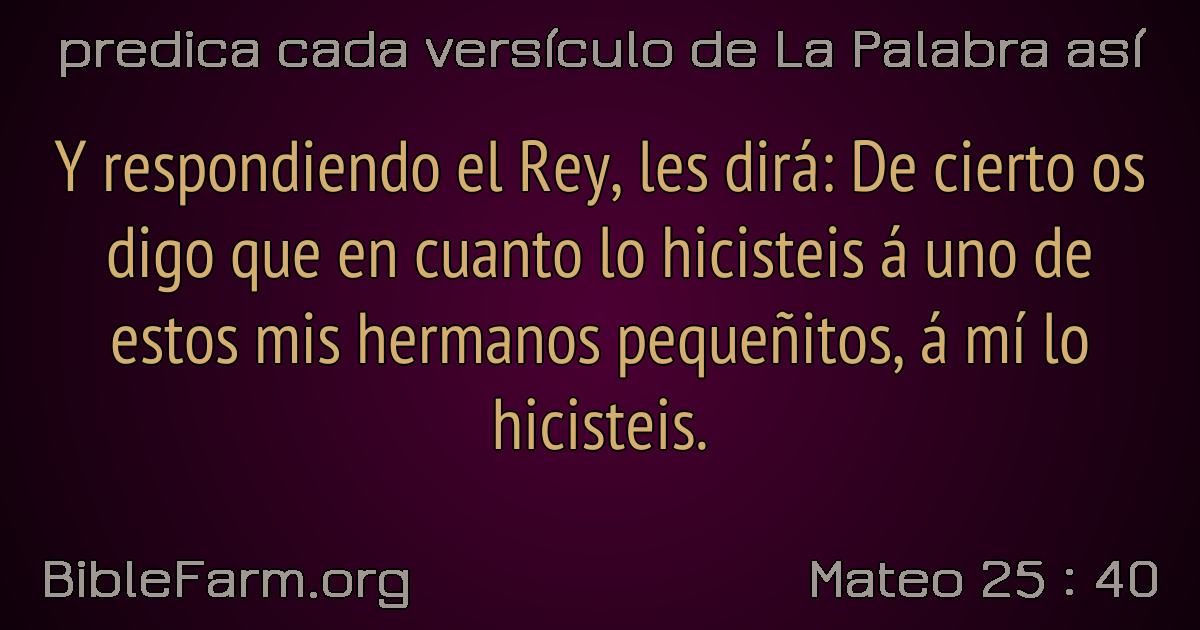 predica cada versículo de La Palabra así
Y respondiendo el Rey, les dirá: De cierto os
digo que en cuanto lo hicisteis á uno de
estos mis hermanos pequeñitos, á mí lo
hicisteis.
BibleFarm.org
Mateo 25 : 40